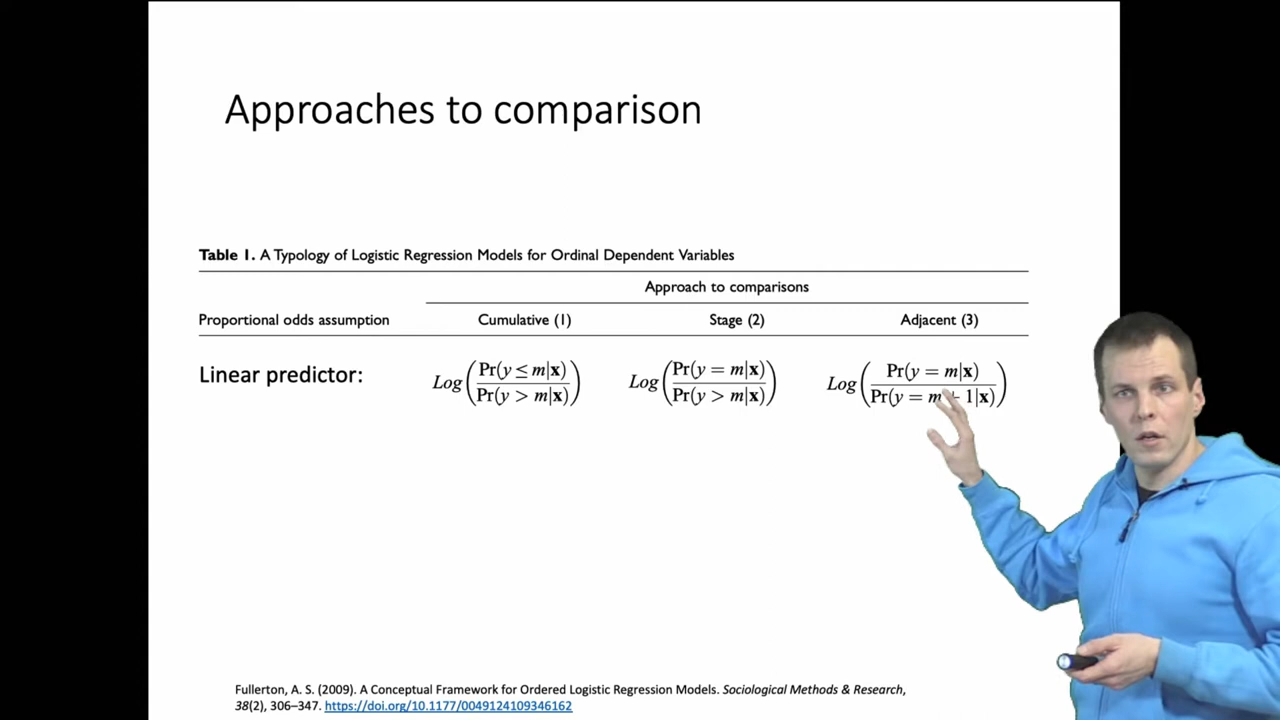 Approaches to comparison
Table 1. A Typology of Logistic Regression Models for Ordinal Dependent Variables
Approach to comparisons
Proportional odds assumption Cumulative (1) Stage (2) Adjacent (3)
Linear predictor: Log(Pr(y ≤ m|x) / Pr(y > m|x)) Log(Pr(y = m|x) / Pr(y > m|x)) Log(Pr(y = m|x) / Pr(y = m + 1|x))
Fullerton, A. S. (2009). A Conceptual Framework for Ordered Logistic Regression Models. Sociological Methods & Research,
38(2), 306–347. https://doi.org/10.1177/0049124109346162